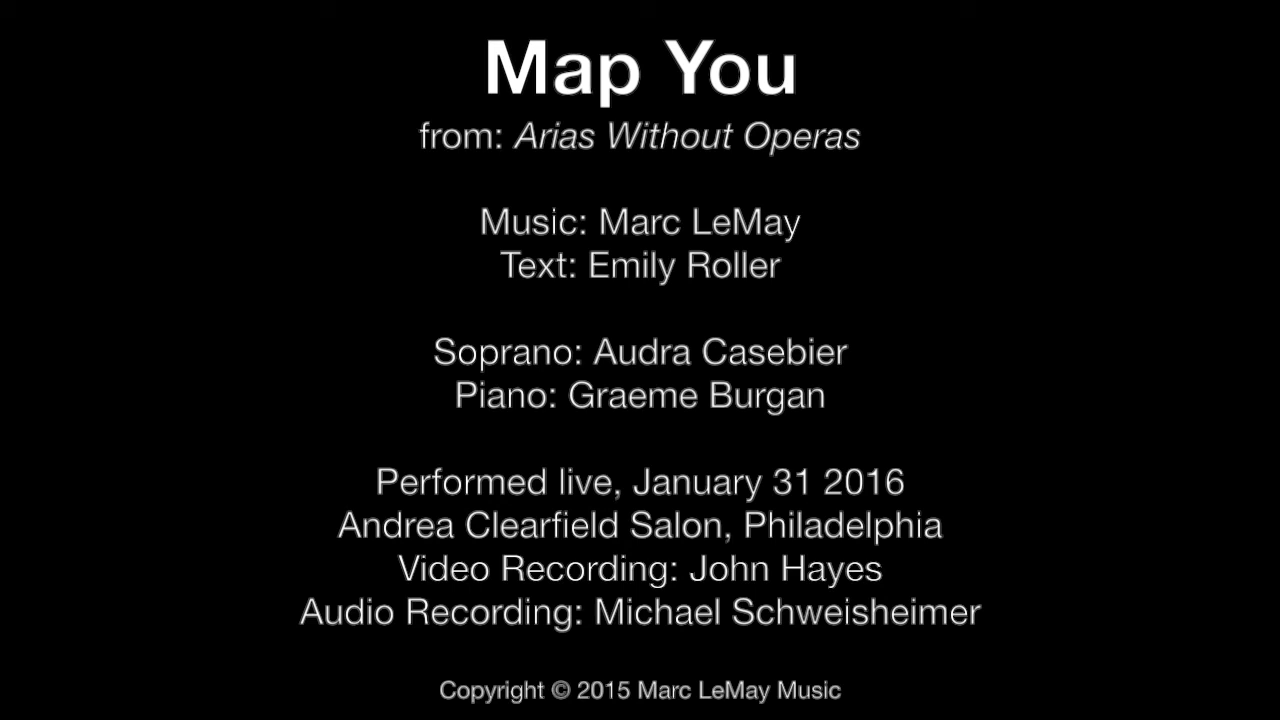 Map You
from: Arias Without Operas
Music: Marc LeMay
Text: Emily Roller
Soprano: Audra Casebier
Piano: Graeme Burgan
Performed live, January 31 2016
Andrea Clearfield Salon, Philadelphia
Video Recording: John Hayes
Audio Recording: Michael Schweisheimer
Copyright © 2015 Marc LeMay Music